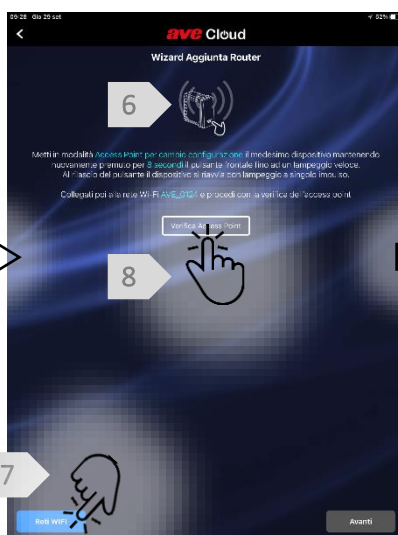 09:28 Gio 29 set
62%
ave Cloud
Wizard Aggiunta Router
6
Metti in modalità Access Point per cambio configurazione il medesimo dispositivo mantenendo
nuovamente premuto per 8 secondi il pulsante frontale fino ad un lampeggio veloce.
Al rilascio del pulsante il dispositivo si riavvia con lampeggio a singolo impulso.
Collegati poi alla rete Wi-Fi AVE_0124 e procedi con la verifica dell'access point
Verifica Access Point
8
7
Reti WIFI
Avanti